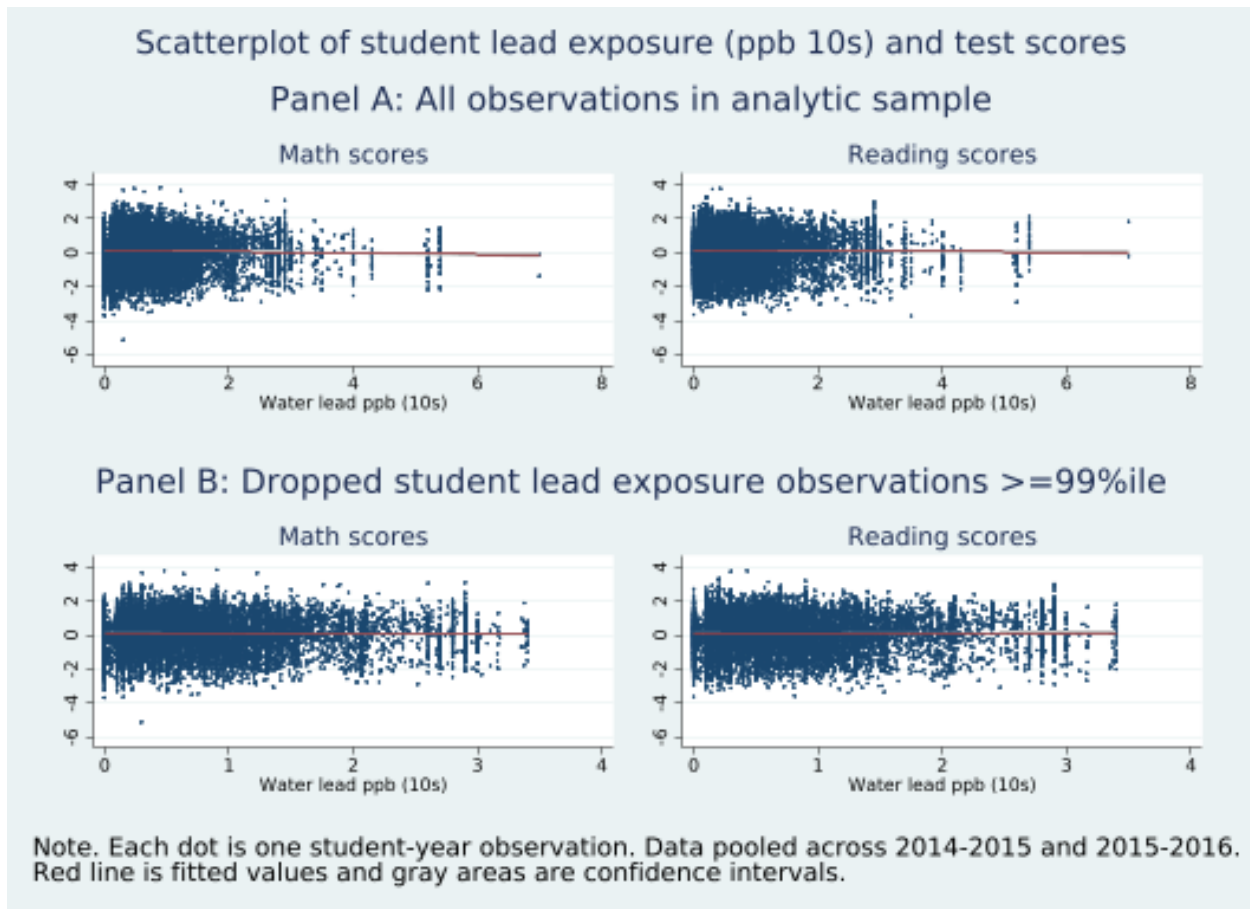 Scatterplot of student lead exposure (ppb 10s) and test scores
Panel A: All observations in analytic sample
Math scores
4
2
0
-2
-4
-6
0 2 4 6 8
Water lead ppb (10s)
Reading scores
4
2
0
-2
-4
-6
0 2 4 6 8
Water lead ppb (10s)
Panel B: Dropped student lead exposure observations >=99%ile
Math scores
4
2
0
-2
-4
-6
0 1 2 3 4
Water lead ppb (10s)
Reading scores
4
2
0
-2
-4
-6
0 1 2 3 4
Water lead ppb (10s)
Note. Each dot is one student-year observation. Data pooled across 2014-2015 and 2015-2016.
Red line is fitted values and gray areas are confidence intervals.